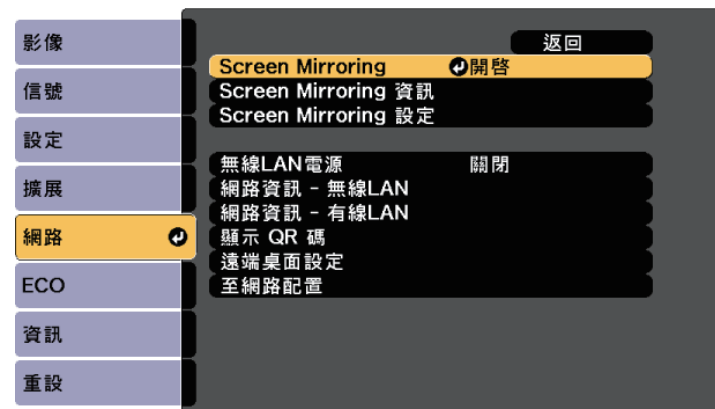 影像
信號
設定
擴展
網路
ECO
資訊
重設
返回
Screen Mirroring 開啓
Screen Mirroring 資訊
Screen Mirroring 設定
無線LAN電源 關閉
網路資訊 - 無線LAN
網路資訊 - 有線LAN
顯示 QR 碼
遠端桌面設定
至網路配置